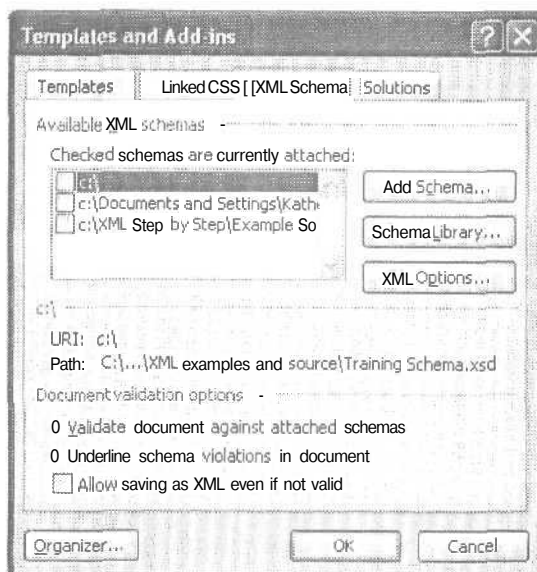 Templates and Add-ins
Templates Linked CSS [ [XML Schema Solutions
Available XML schemas -
Checked schemas are currently attached:
c:\
c:\Documents and Settings\Kathe
c:\XML Step by Step\Example So
Add Schema...
Schema Library...
XML Options...
c:\
URI: c:\
Path: C:\...\XML examples and source\Training Schema.xsd
Document validation options -
0 Validate document against attached schemas
0 Underline schema violations in document
Allow saving as XML even if not valid
Organizer... OK Cancel